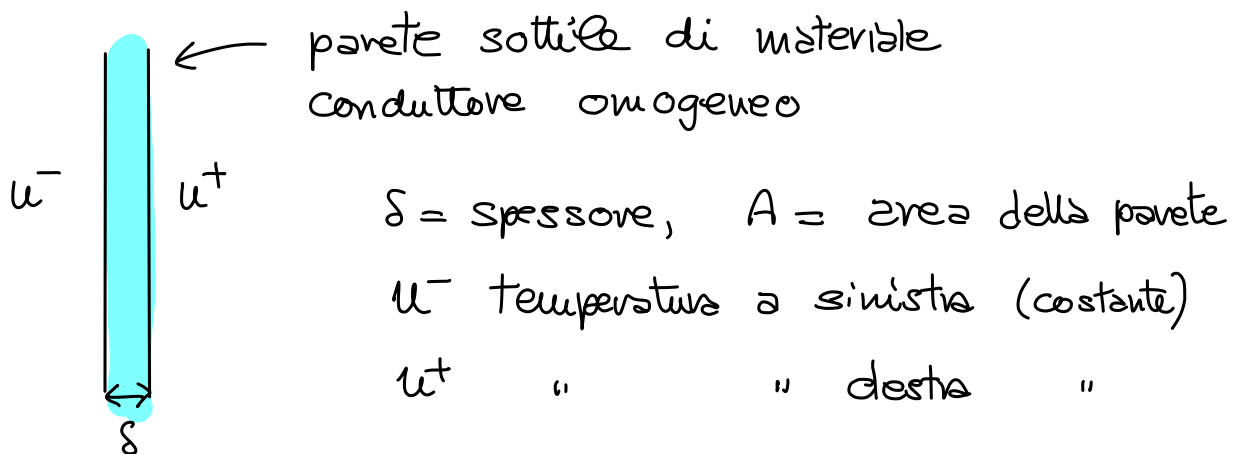 parete sottile di materiale
conduttore omogeneo
u⁻ u⁺
δ = spessore, A = area della parete
u⁻ temperatura a sinistra (costante)
u⁺ " " destra "
δ